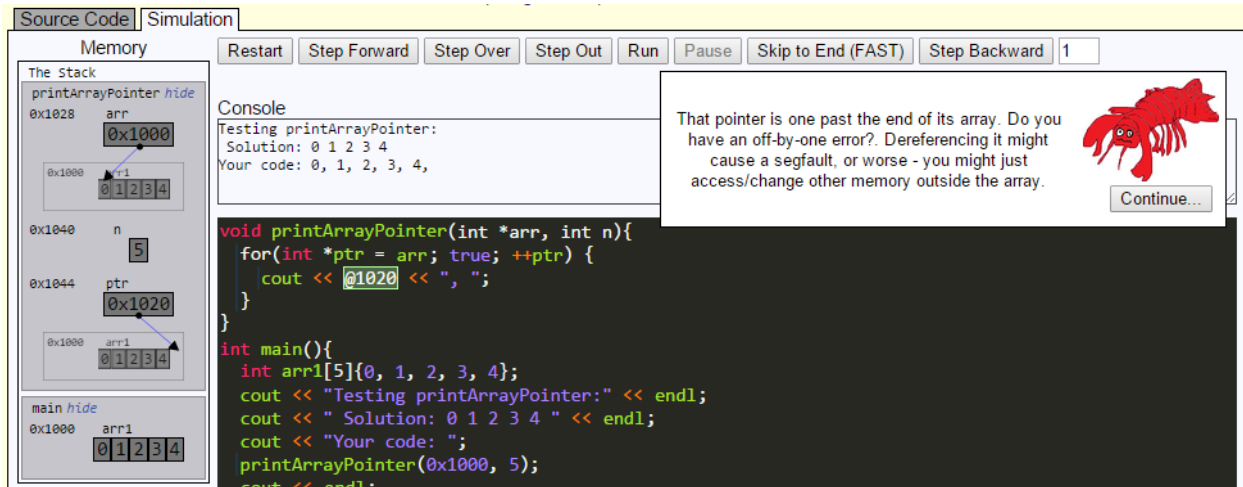 Source Code Simulation
Memory
Restart Step Forward Step Over Step Out Run Pause Skip to End (FAST) Step Backward 1
The Stack
printArrayPointer hide
0x1028 arr
0x1000
0x1000 arr1
0 1 2 3 4
0x1040 n
5
0x1044 ptr
0x1020
0x1000 arr1
0 1 2 3 4
main hide
0x1000 arr1
0 1 2 3 4
Console
Testing printArrayPointer:
Solution: 0 1 2 3 4
Your code: 0, 1, 2, 3, 4,
That pointer is one past the end of its array. Do you
have an off-by-one error?. Dereferencing it might
cause a segfault, or worse - you might just
access/change other memory outside the array.
Continue...
void printArrayPointer(int *arr, int n){
for(int *ptr = arr; true; ++ptr) {
cout << @1020 << ", ";
}
}
int main(){
int arr1[5]{0, 1, 2, 3, 4};
cout << "Testing printArrayPointer:" << endl;
cout << " Solution: 0 1 2 3 4 " << endl;
cout << "Your code: ";
printArrayPointer(0x1000, 5);
cout << endl;